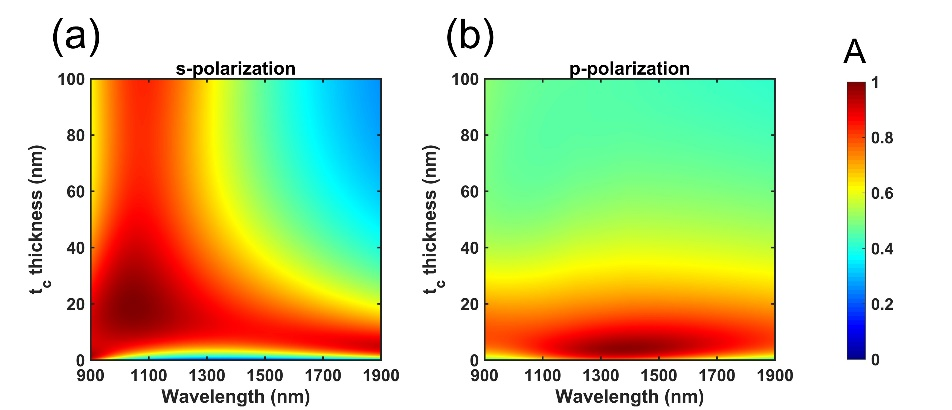 (a)
s-polarization
100
80
60
40
20
0
t_c thickness (nm)
900 1100 1300 1500 1700 1900
Wavelength (nm)
(b)
p-polarization
100
80
60
40
20
0
t_c thickness (nm)
900 1100 1300 1500 1700 1900
Wavelength (nm)
A
1
0.8
0.6
0.4
0.2
0